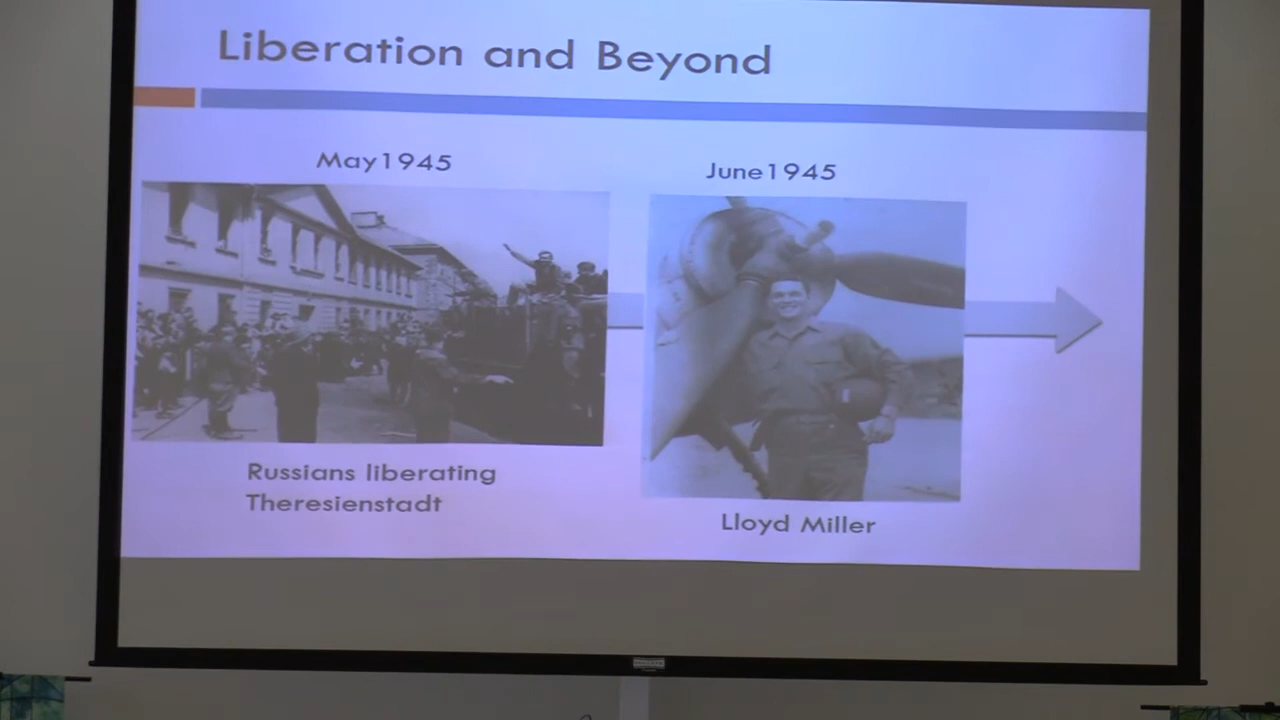 Liberation and Beyond
May1945
June1945
Russians liberating
Theresienstadt
Lloyd Miller